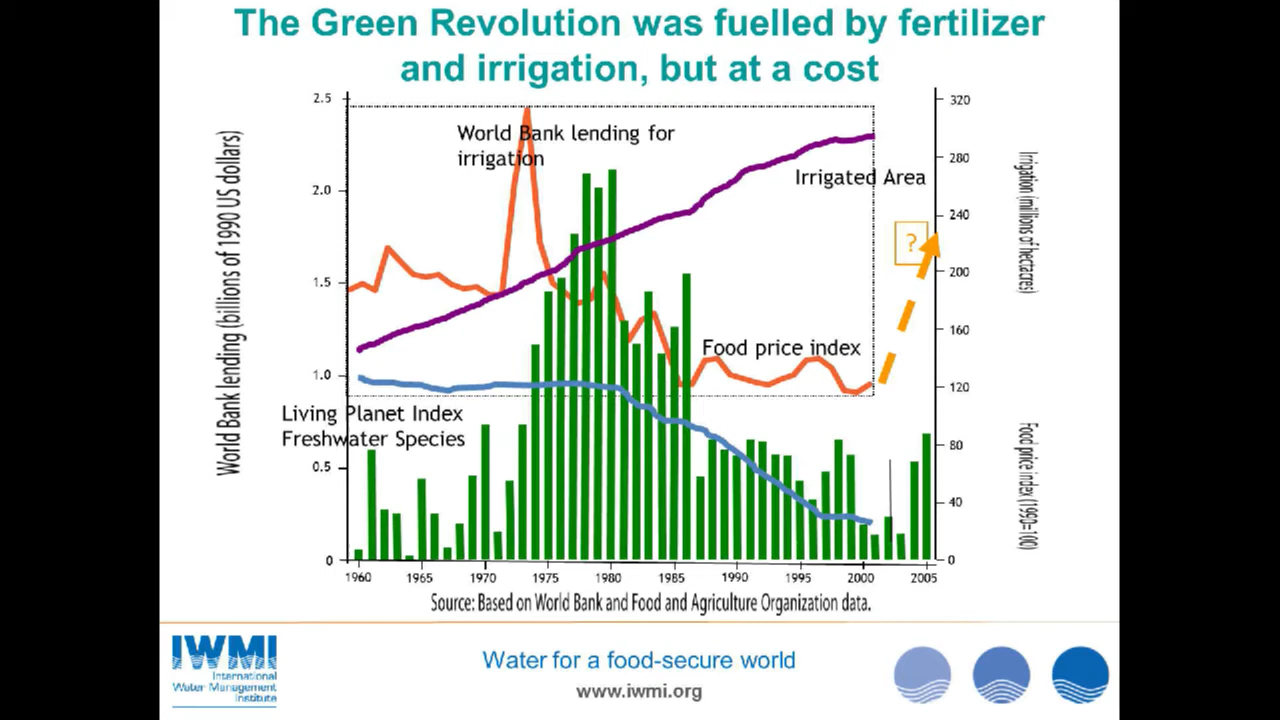 The Green Revolution was fuelled by fertilizer
and irrigation, but at a cost
World Bank lending (billions of 1990 US dollars)
2.5
2.0
1.5
1.0
0.5
0
World Bank lending for
irrigation
Irrigated Area
?
Food price index
Living Planet Index
Freshwater Species
320
280
240
200
160
120
80
40
0
Irrigation (millions of hectacres)
Food price index (1990=100)
1960 1965 1970 1975 1980 1985 1990 1995 2000 2005
Source: Based on World Bank and Food and Agriculture Organization data.
IWMI
International
Water Management
Institute
Water for a food-secure world
www.iwmi.org